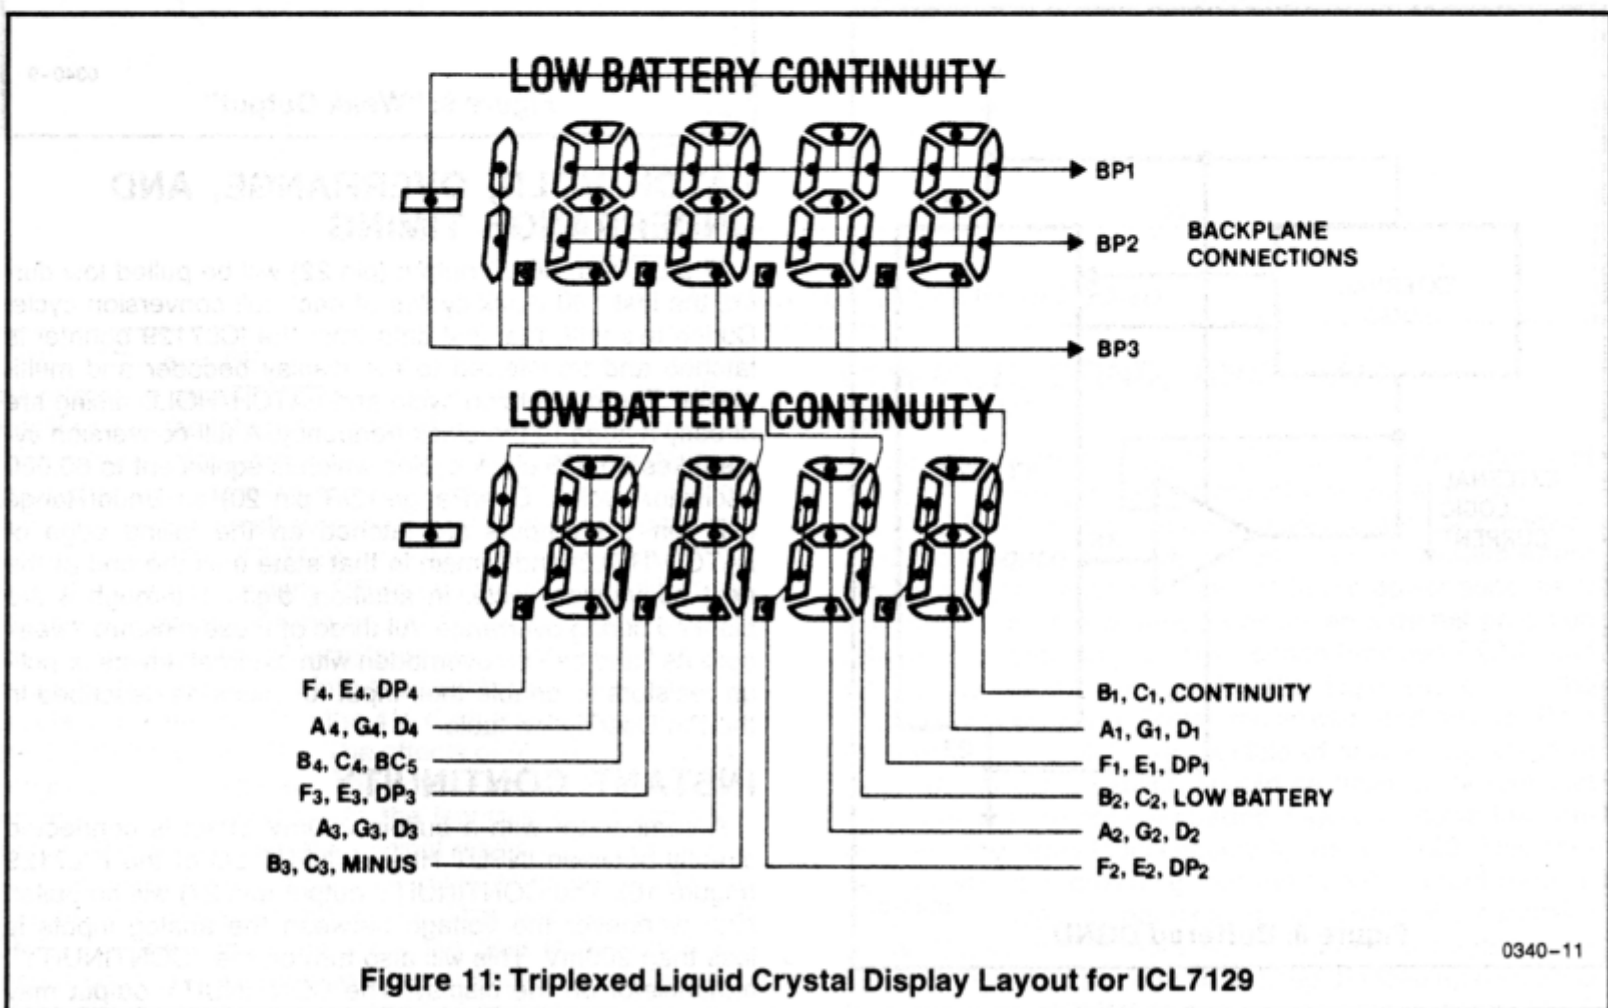 LOW BATTERY CONTINUITY
BP1
BP2
BACKPLANE
CONNECTIONS
BP3
LOW BATTERY CONTINUITY
F4, E4, DP4
A4, G4, D4
B4, C4, BC5
F3, E3, DP3
A3, G3, D3
B3, C3, MINUS
B1, C1, CONTINUITY
A1, G1, D1
F1, E1, DP1
B2, C2, LOW BATTERY
A2, G2, D2
F2, E2, DP2
0340-11
Figure 11: Triplexed Liquid Crystal Display Layout for ICL7129